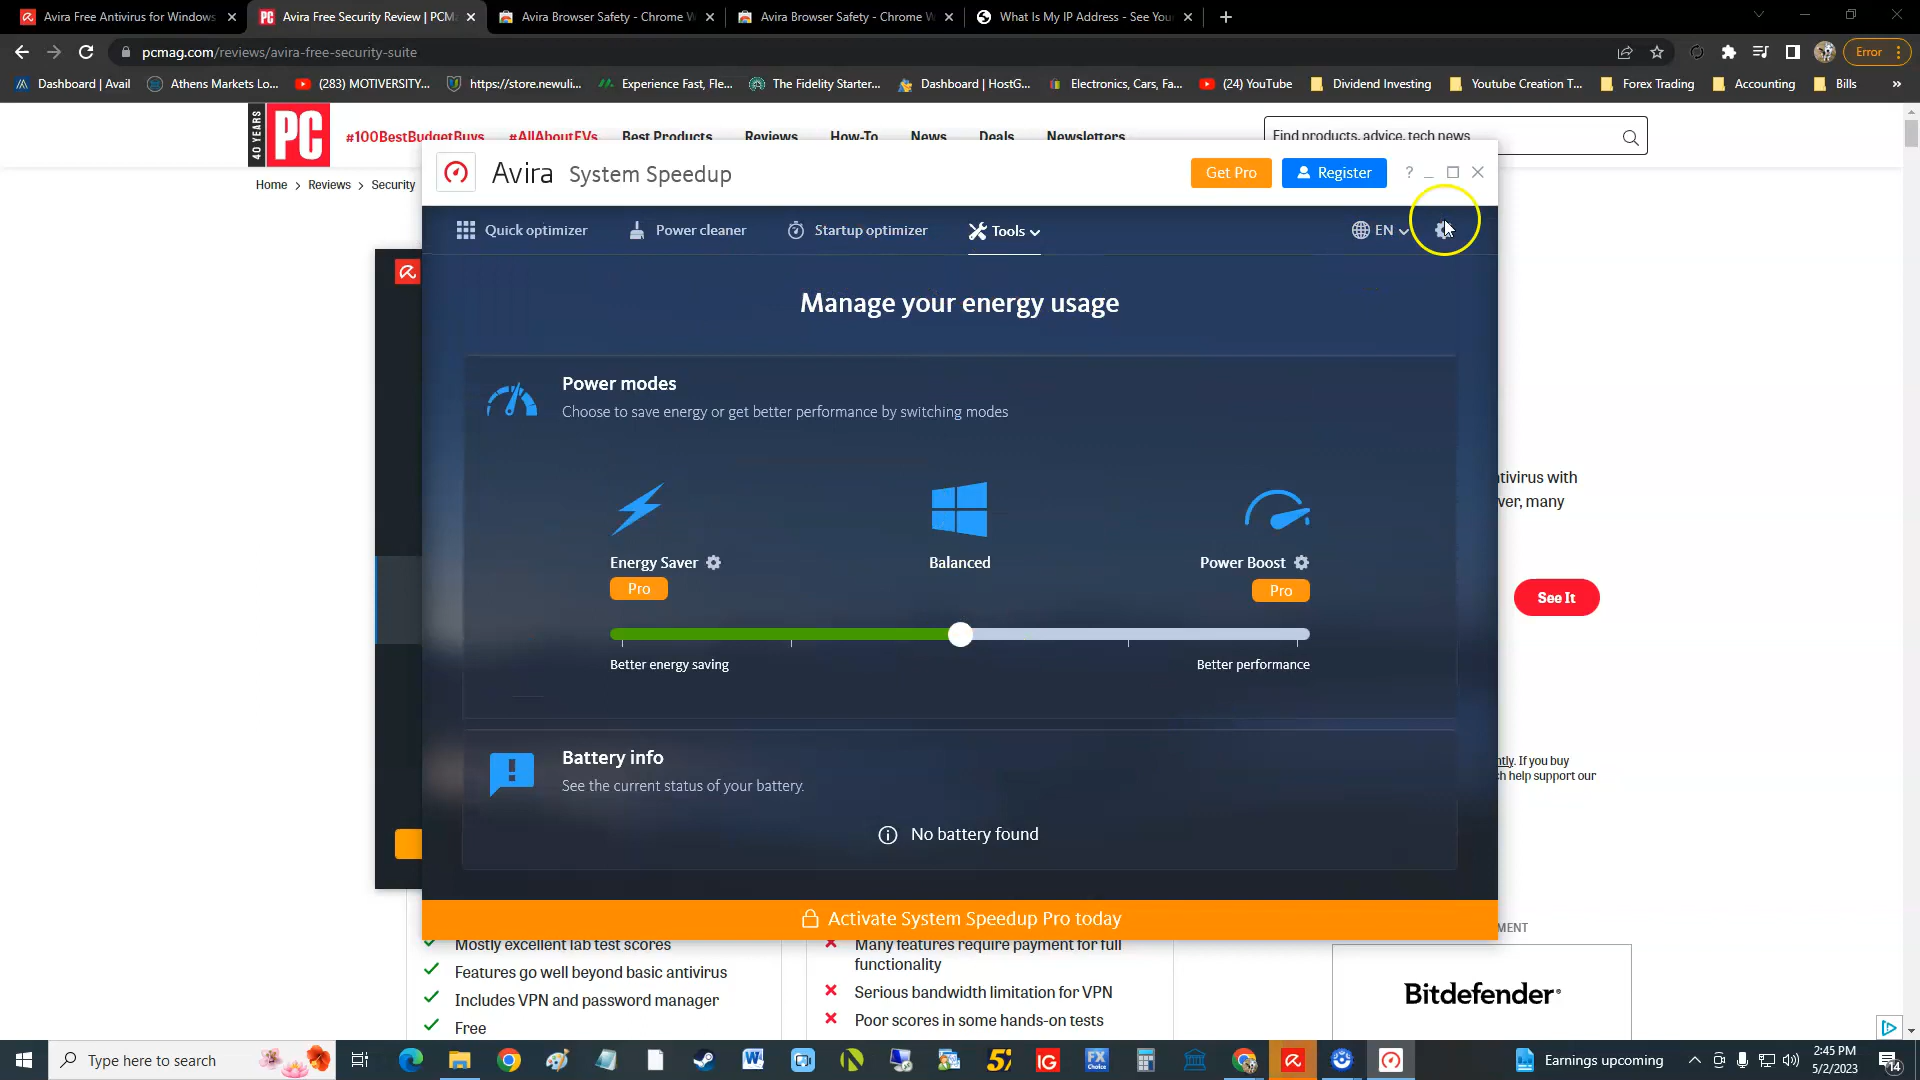 Avira Free Antivirus for Windows
Avira Free Security Review | PCMa
Avira Browser Safety - Chrome W
Avira Browser Safety - Chrome W
What Is My IP Address - See You
pcmag.com/reviews/avira-free-security-suite
Error
Dashboard | Avail
Athens Markets Lo...
(283) MOTIVERSITY...
https://store.newuli...
Experience Fast, Fle...
The Fidelity Starter...
Dashboard | HostG...
Electronics, Cars, Fa...
(24) YouTube
Dividend Investing
Youtube Creation T...
Forex Trading
Accounting
Bills
»
40 YEARS
PC
#100BestBudgetBuys
#AllAboutEVs
Best Products
Reviews
How-To
News
Deals
Newsletters
Find products, advice, tech news
Home > Reviews > Security
Avira System Speedup
Get Pro
Register
?
Quick optimizer
Power cleaner
Startup optimizer
Tools
EN
Manage your energy usage
Power modes
Choose to save energy or get better performance by switching modes
Energy Saver
Pro
Balanced
Power Boost
Pro
Better energy saving
Better performance
Battery info
See the current status of your battery.
No battery found
Activate System Speedup Pro today
tivirus with
ver, many
See It
ntly. If you buy
ch help support our
MENT
Mostly excellent lab test scores
Features go well beyond basic antivirus
Includes VPN and password manager
Free
Many features require payment for full
functionality
Serious bandwidth limitation for VPN
Poor scores in some hands-on tests
Bitdefender®
Type here to search
W
5
IG
FX
Choice
Earnings upcoming
2:45 PM
5/2/2023
14